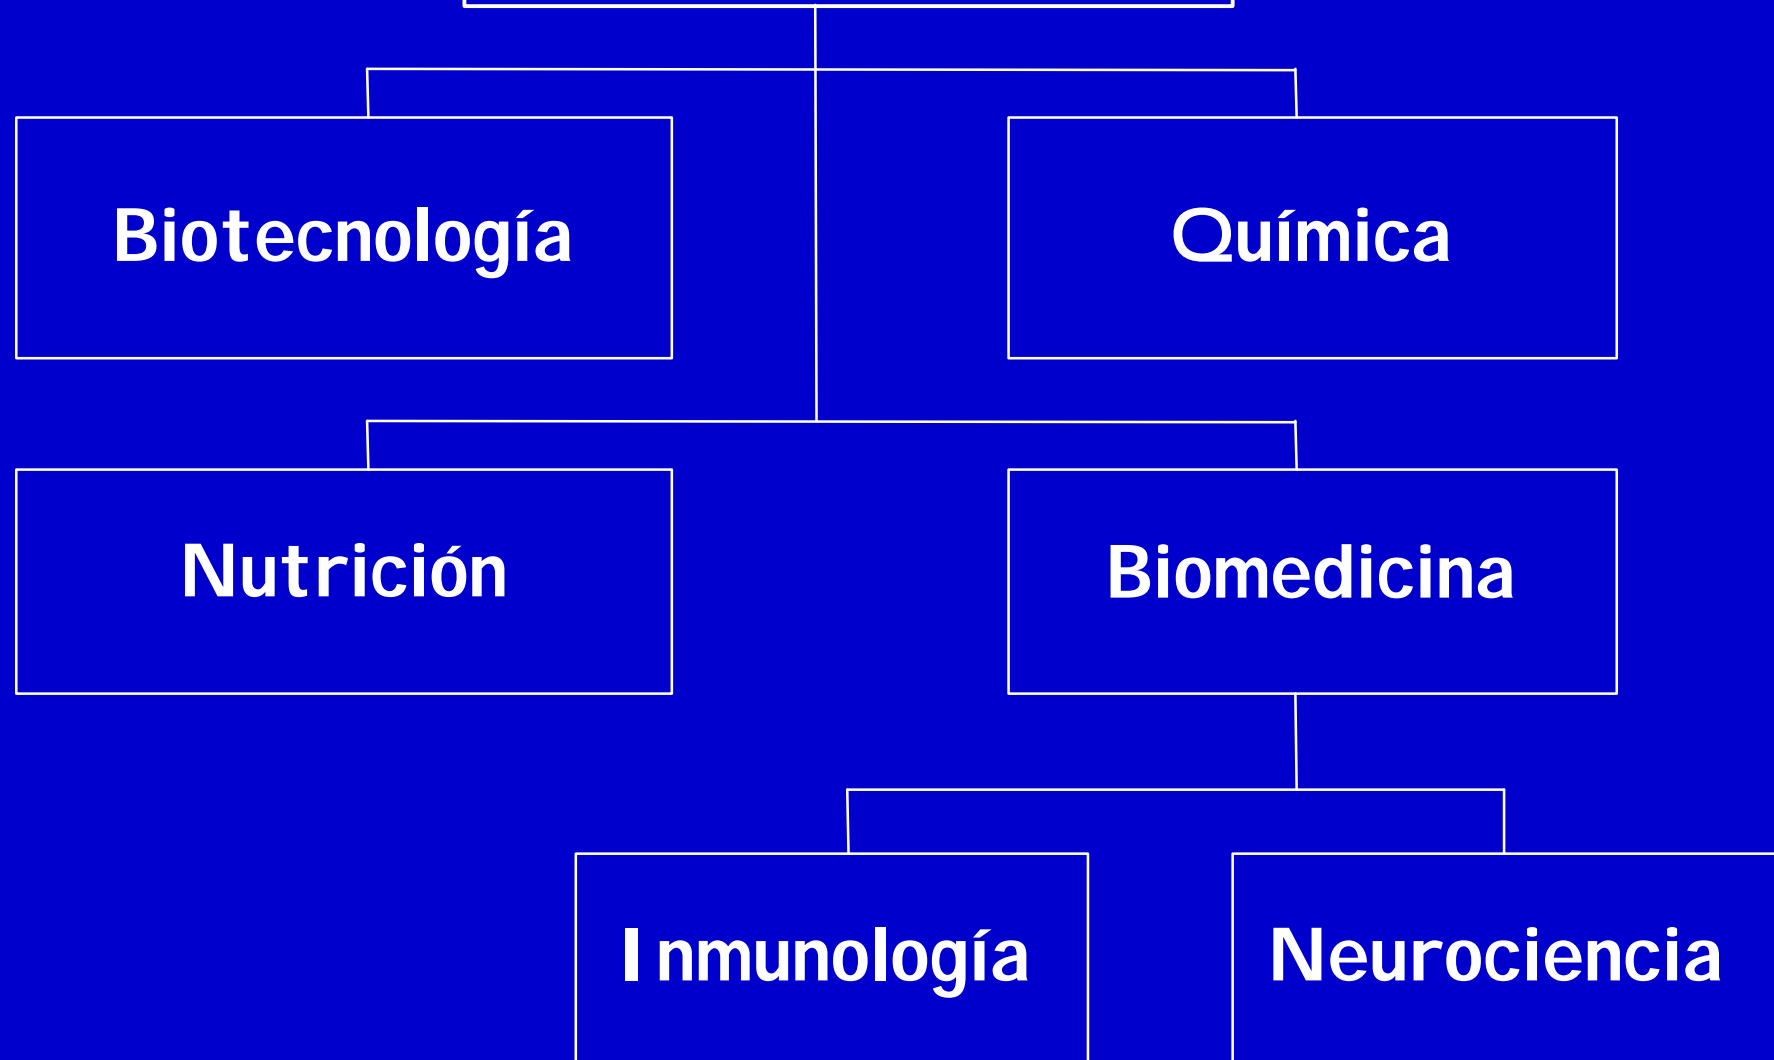 Biotecnología
Química
Nutrición
Biomedicina
Inmunología
Neurociencia